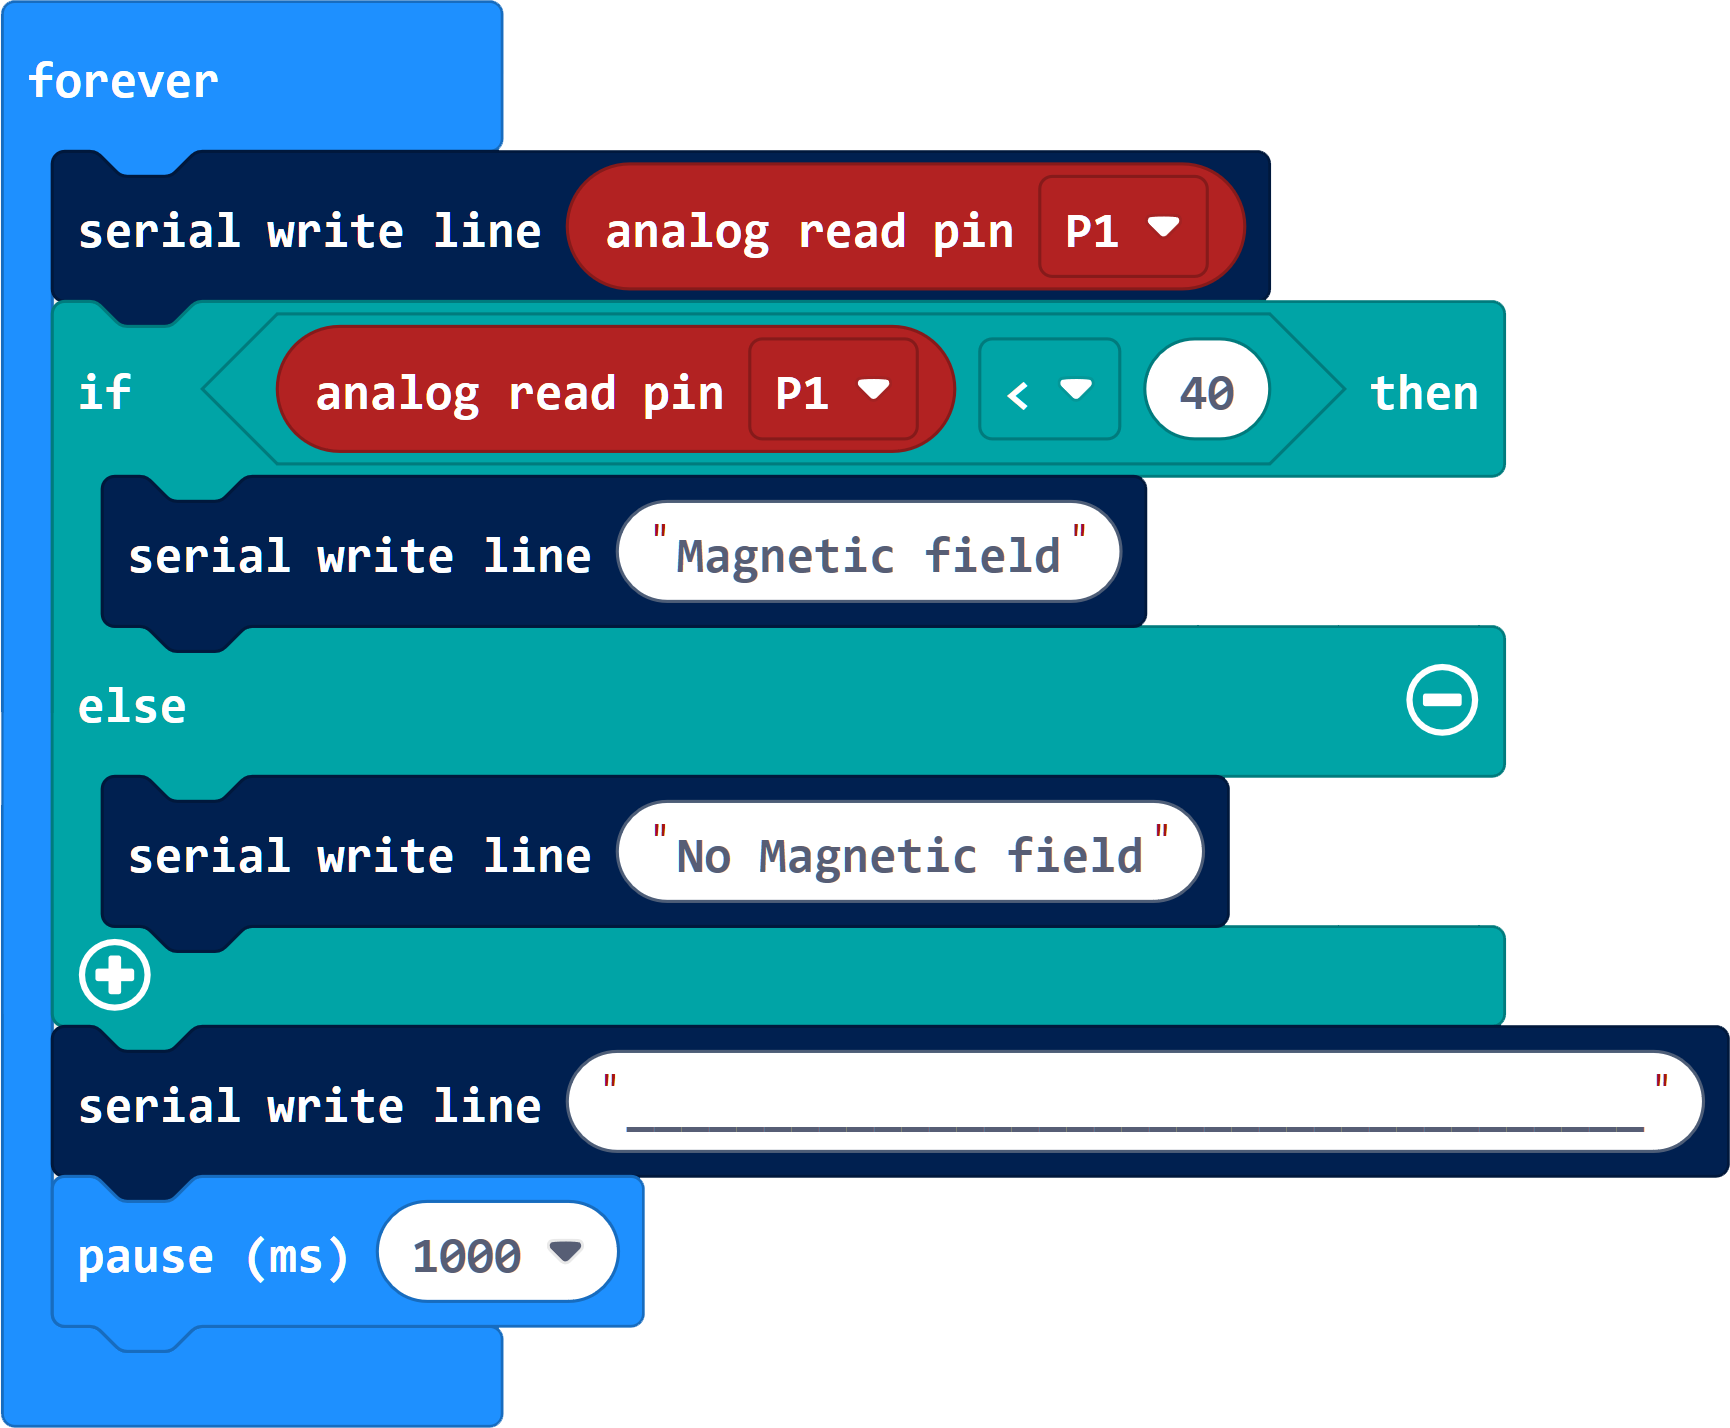 forever
serial write line analog read pin P1
if analog read pin P1 < 40 then
serial write line "Magnetic field"
else
serial write line "No Magnetic field"
serial write line "_____________________________________"
pause (ms) 1000